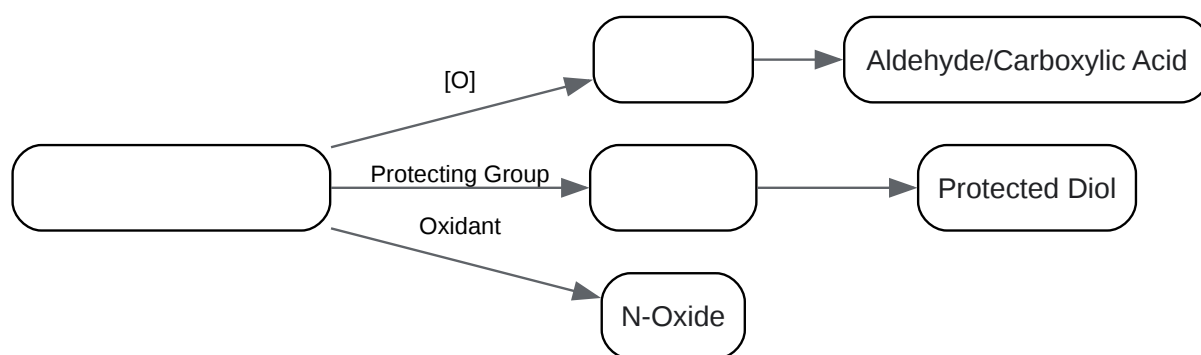 [O]
Aldehyde/Carboxylic Acid
Protecting Group
Protected Diol
Oxidant
N-Oxide